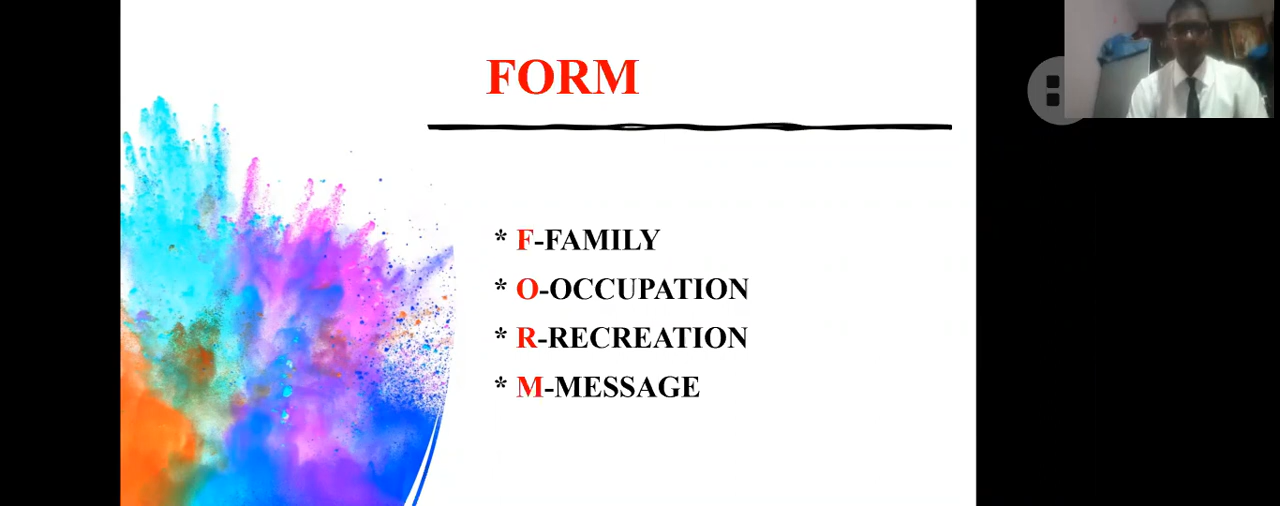 FORM
* F-FAMILY
* O-OCCUPATION
* R-RECREATION
* M-MESSAGE